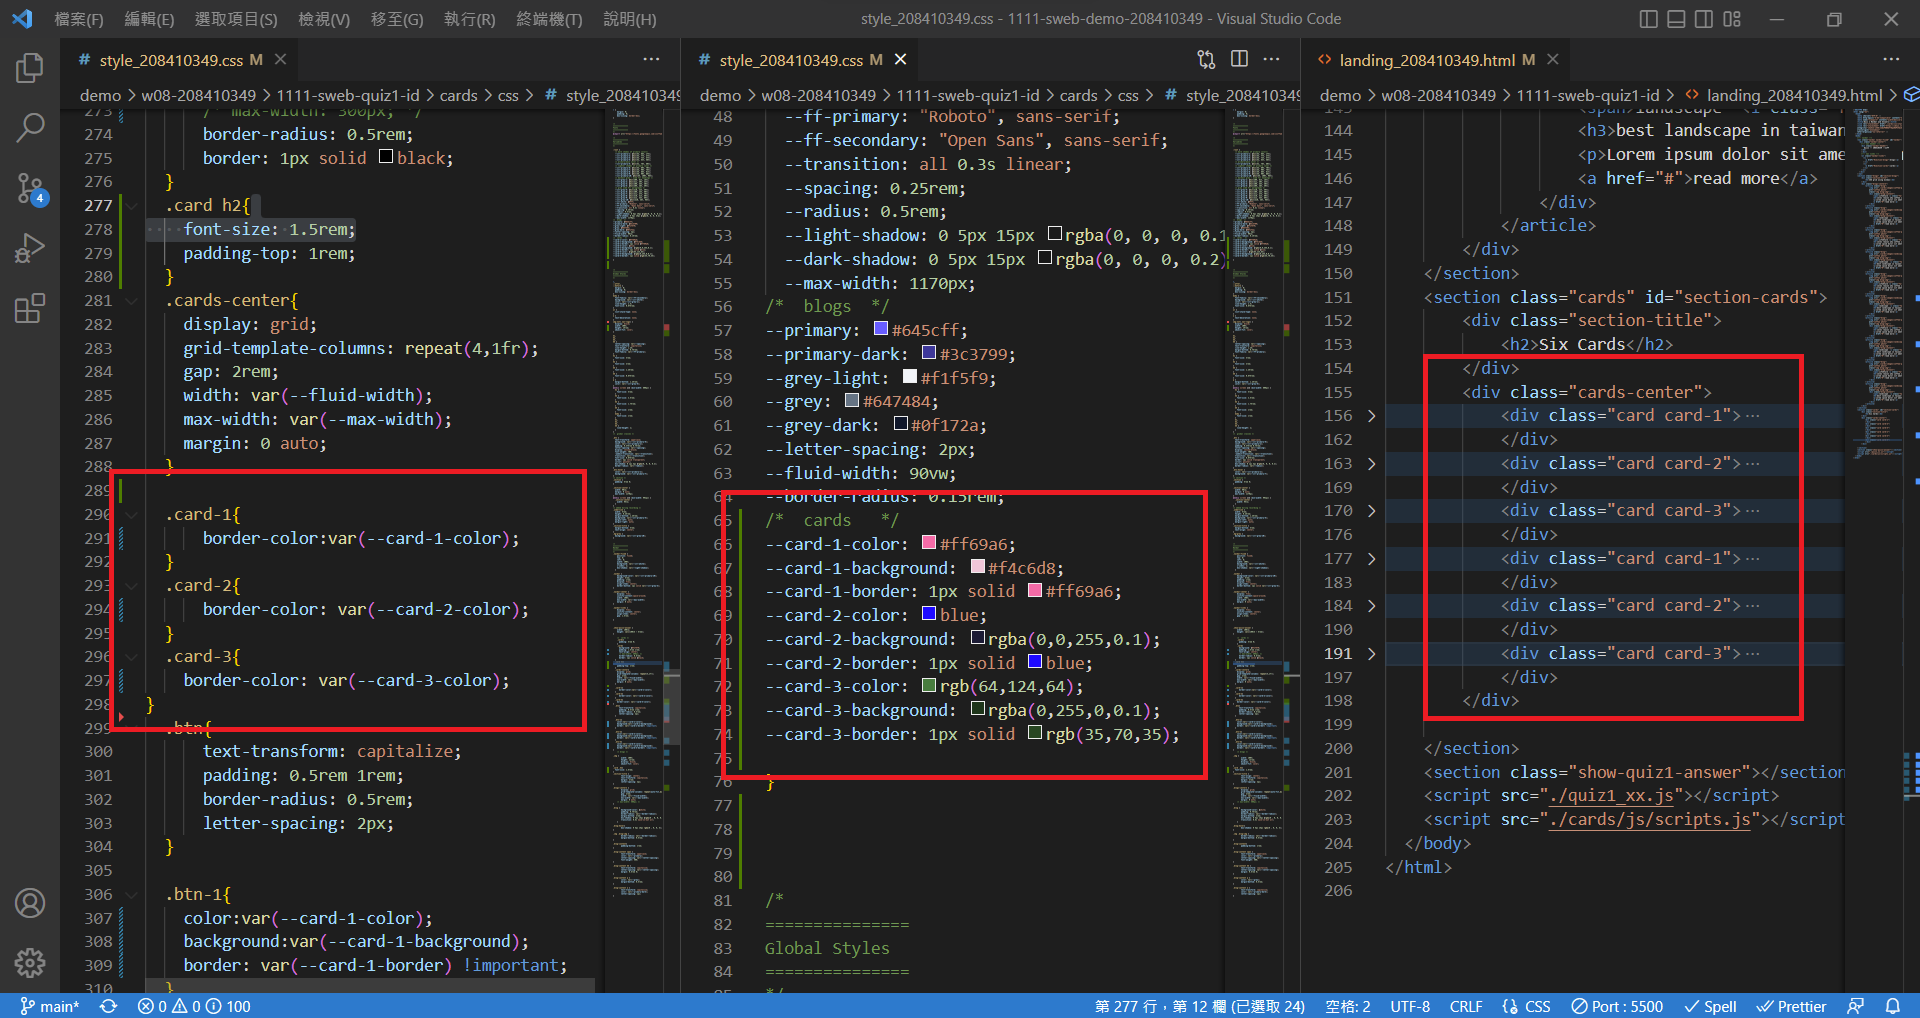 檔案(F) 編輯(E) 選取項目(S) 檢視(V) 移至(G) 執行(R) 終端機(T) 說明(H)
style_208410349.css - 1111-sweb-demo-208410349 - Visual Studio Code
# style_208410349.css M
demo > w08-208410349 > 1111-sweb-quiz1-id > cards > css > # style_208410349
273 /* max-width: 300px; */
274 border-radius: 0.5rem;
275 border: 1px solid black;
276 }
277 .card h2{
278 font-size: 1.5rem;
279 padding-top: 1rem;
280 }
281 .cards-center{
282 display: grid;
283 grid-template-columns: repeat(4,1fr);
284 gap: 2rem;
285 width: var(--fluid-width);
286 max-width: var(--max-width);
287 margin: 0 auto;
288 }
289
290 .card-1{
291 border-color:var(--card-1-color);
292 }
293 .card-2{
294 border-color: var(--card-2-color);
295 }
296 .card-3{
297 border-color: var(--card-3-color);
298 }
299 .btn{
300 text-transform: capitalize;
301 padding: 0.5rem 1rem;
302 border-radius: 0.5rem;
303 letter-spacing: 2px;
304 }
305
306 .btn-1{
307 color:var(--card-1-color);
308 background:var(--card-1-background);
309 border: var(--card-1-border) !important;
310 }
# style_208410349.css M
demo > w08-208410349 > 1111-sweb-quiz1-id > cards > css > # style_208410349
48 --ff-primary: "Roboto", sans-serif;
49 --ff-secondary: "Open Sans", sans-serif;
50 --transition: all 0.3s linear;
51 --spacing: 0.25rem;
52 --radius: 0.5rem;
53 --light-shadow: 0 5px 15px rgba(0, 0, 0, 0.1
54 --dark-shadow: 0 5px 15px rgba(0, 0, 0, 0.2)
55 --max-width: 1170px;
56 /* blogs */
57 --primary: #645cff;
58 --primary-dark: #3c3799;
59 --grey-light: #f1f5f9;
60 --grey: #647484;
61 --grey-dark: #0f172a;
62 --letter-spacing: 2px;
63 --fluid-width: 90vw;
64 --border-radius: 0.15rem;
65 /* cards */
66 --card-1-color: #ff69a6;
67 --card-1-background: #f4c6d8;
68 --card-1-border: 1px solid #ff69a6;
69 --card-2-color: blue;
70 --card-2-background: rgba(0,0,255,0.1);
71 --card-2-border: 1px solid blue;
72 --card-3-color: rgb(64,124,64);
73 --card-3-background: rgba(0,255,0,0.1);
74 --card-3-border: 1px solid rgb(35,70,35);
75
76 }
77
78
79
80
81 /*
82 ===============
83 Global Styles
84 ===============
85 */
<> landing_208410349.html M
demo > w08-208410349 > 1111-sweb-quiz1-id > <> landing_208410349.html >
144 <h3>best landscape in taiwan
145 <p>Lorem ipsum dolor sit ame
146 <a href="#">read more</a>
147 </div>
148 </article>
149 </div>
150 </section>
151 <section class="cards" id="section-cards">
152 <div class="section-title">
153 <h2>Six Cards</h2>
154 </div>
155 <div class="cards-center">
156 <div class="card card-1">…
162 </div>
163 <div class="card card-2">…
169 </div>
170 <div class="card card-3">…
176 </div>
177 <div class="card card-1">…
183 </div>
184 <div class="card card-2">…
190 </div>
191 <div class="card card-3">…
197 </div>
198 </div>
199
200 </section>
201 <section class="show-quiz1-answer"></section
202 <script src="./quiz1_xx.js"></script>
203 <script src="./cards/js/scripts.js"></script
204 </body>
205 </html>
206
4
main* 0 0 100
第 277 行，第 12 欄 (已選取 24) 空格: 2 UTF-8 CRLF {} CSS Port : 5500 Spell Prettier